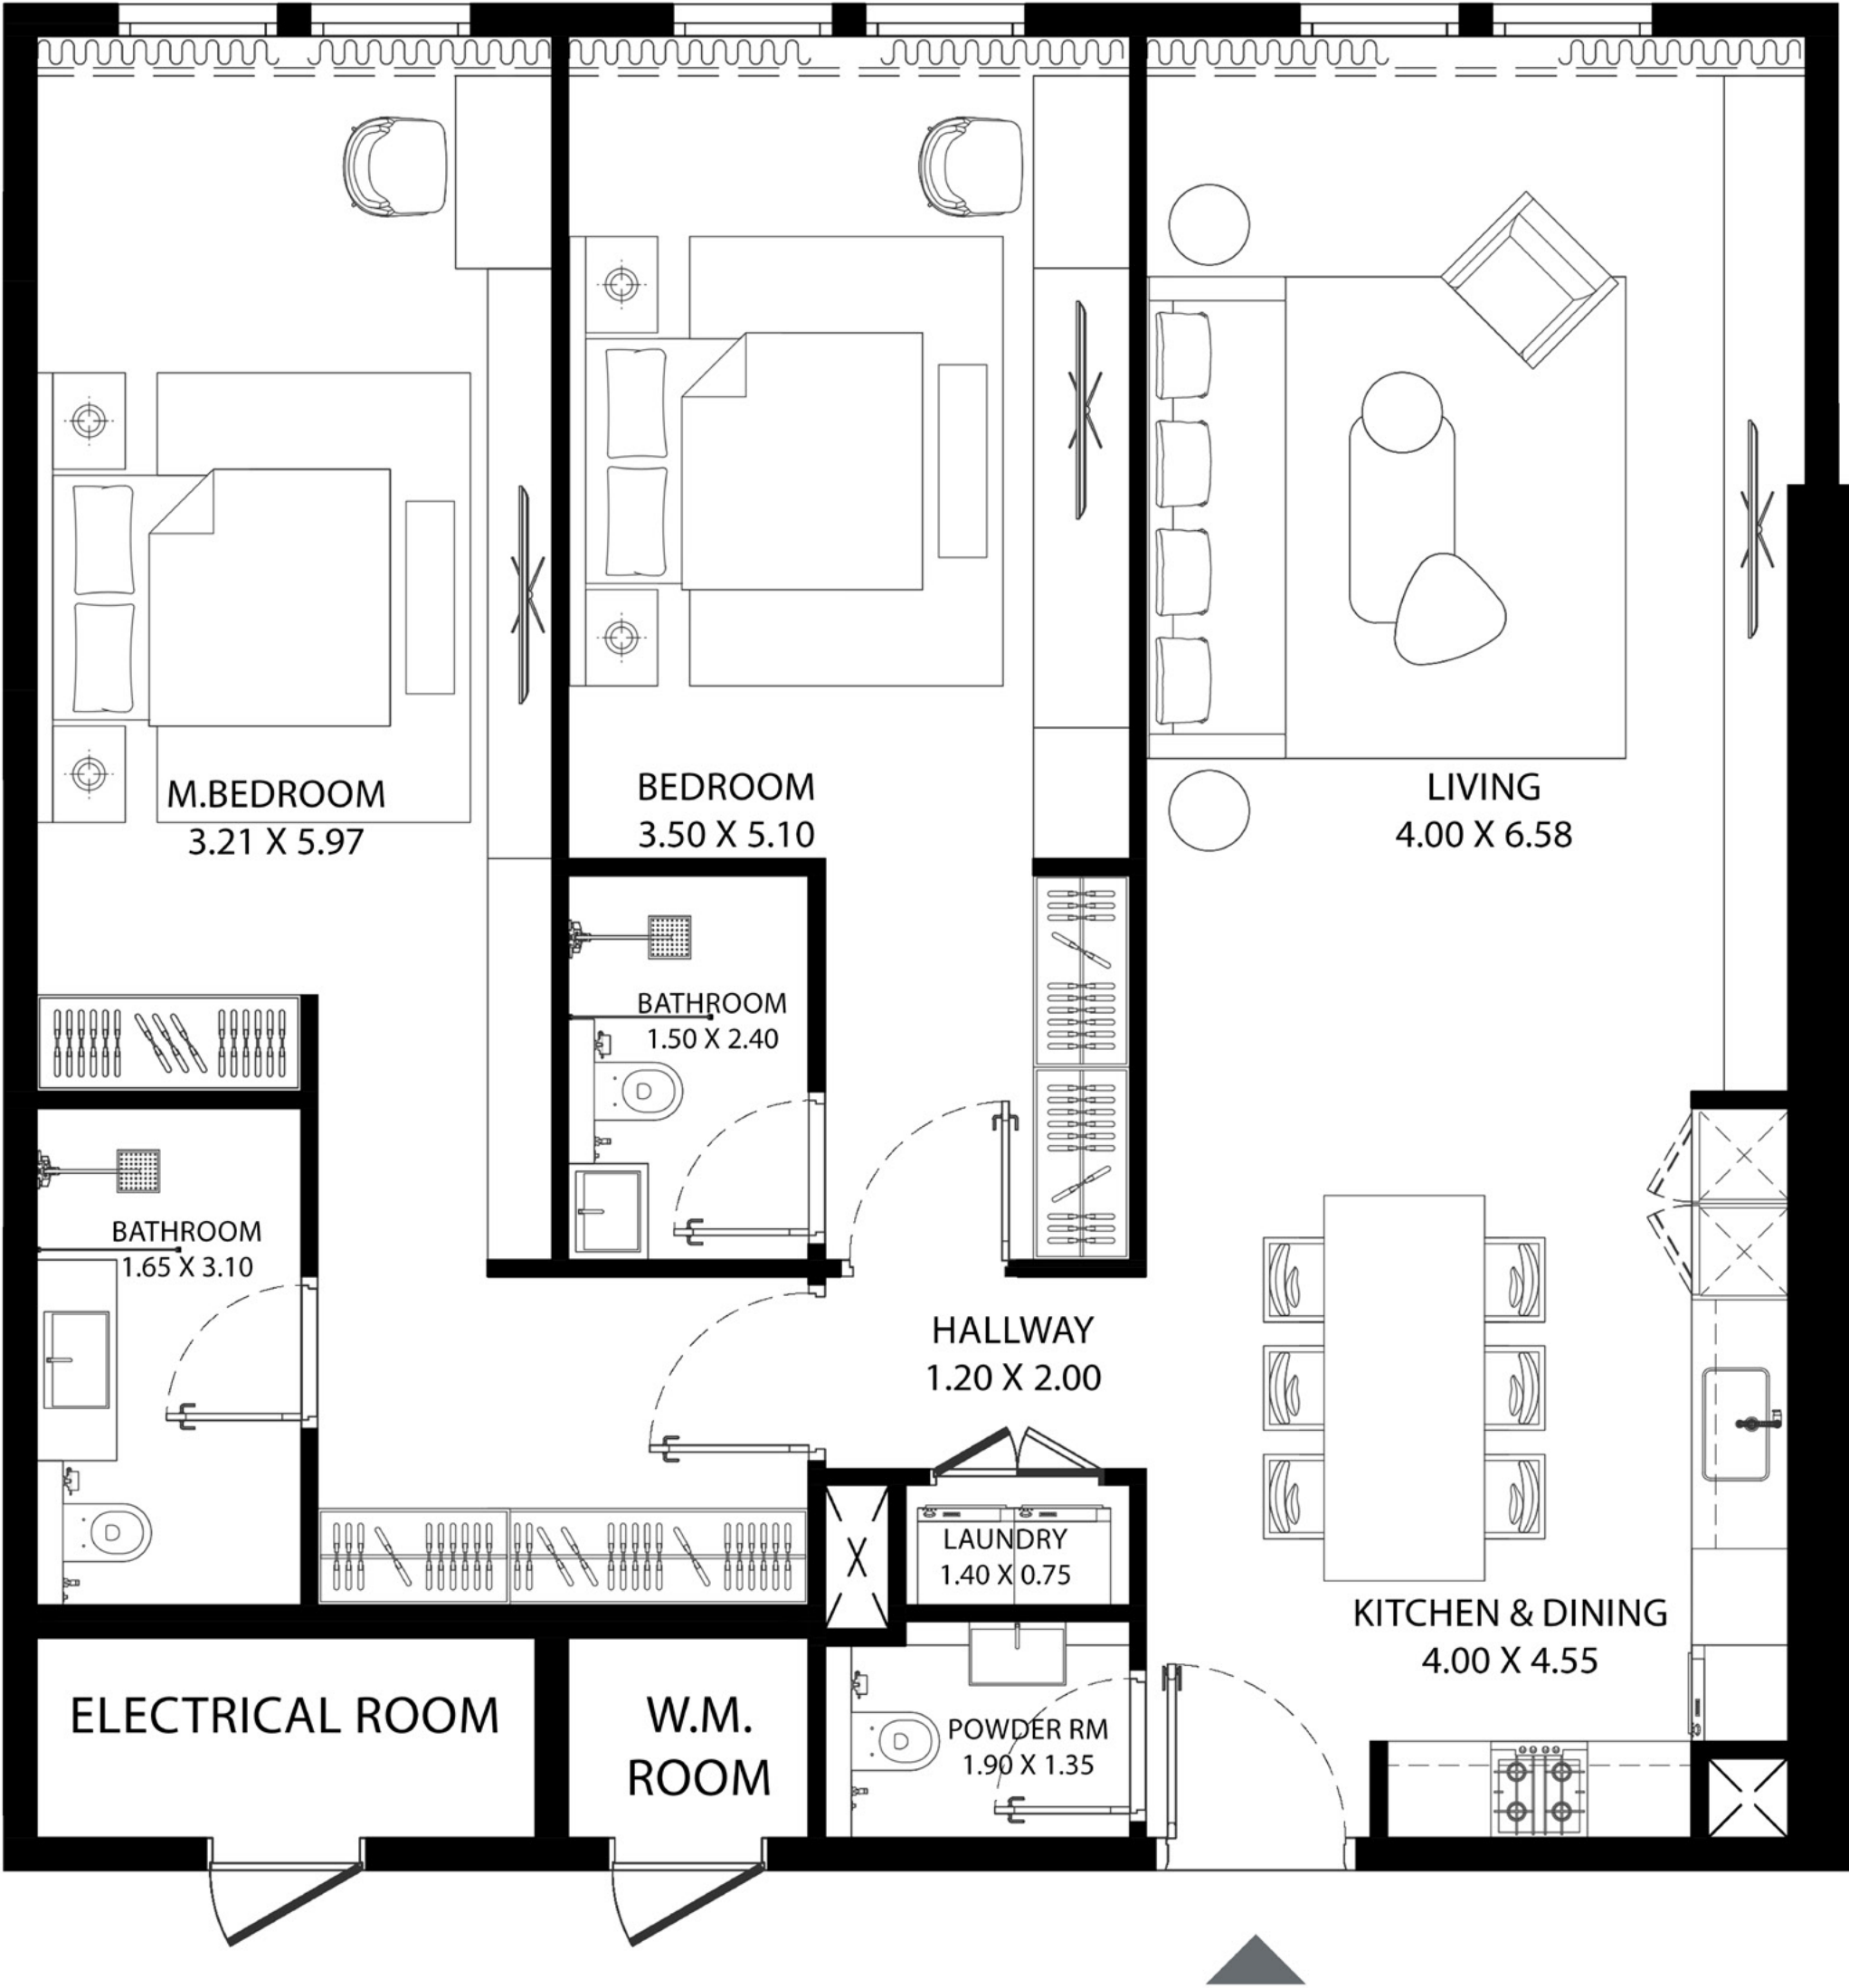 M.BEDROOM
3.21 X 5.97
BEDROOM
3.50 X 5.10
LIVING
4.00 X 6.58
BATHROOM
1.50 X 2.40
BATHROOM
1.65 X 3.10
HALLWAY
1.20 X 2.00
LAUNDRY
1.40 X 0.75
KITCHEN & DINING
4.00 X 4.55
ELECTRICAL ROOM
W.M.
ROOM
POWDER RM
1.90 X 1.35